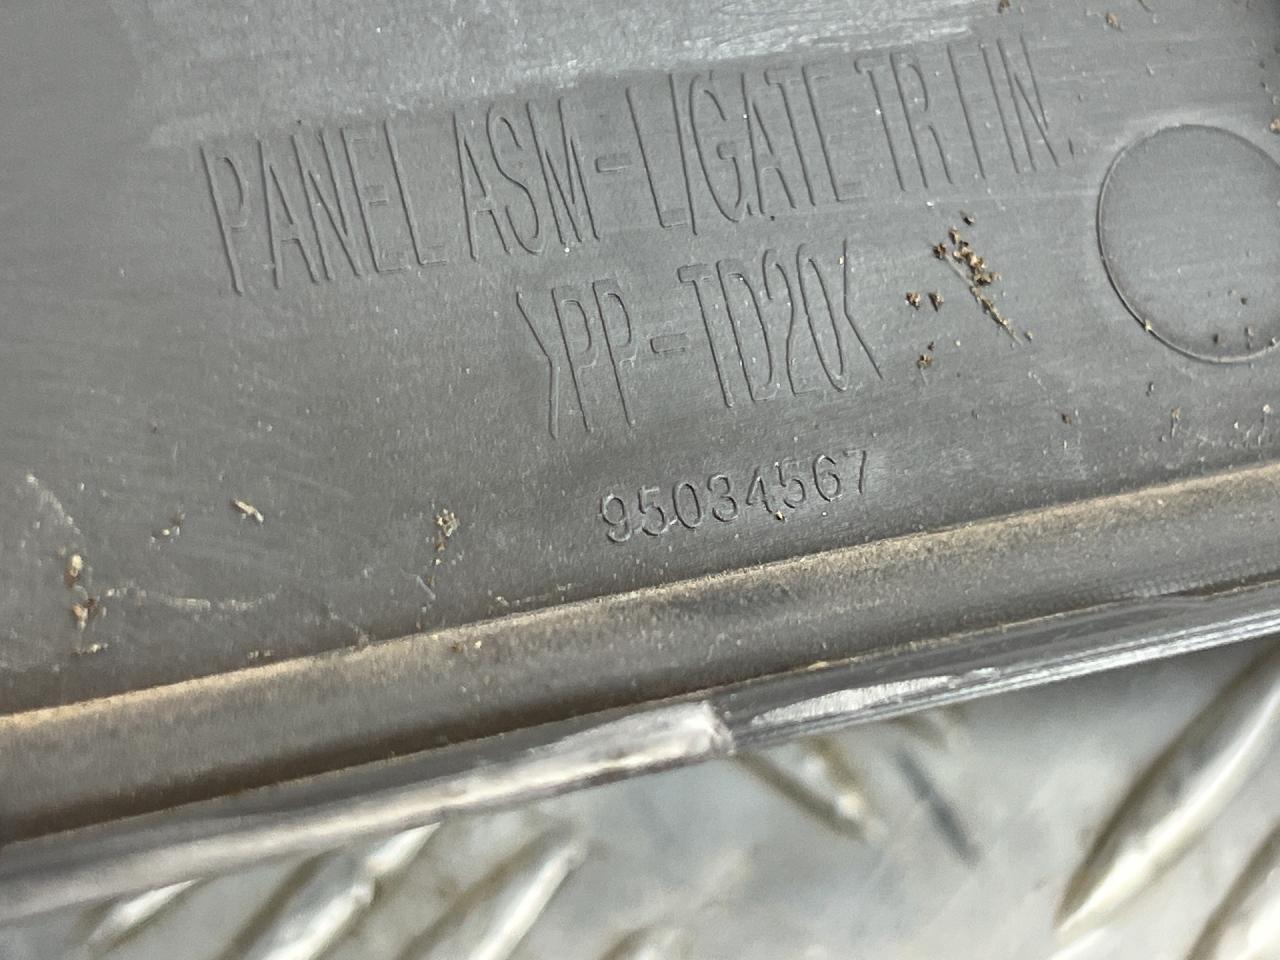 PANEL ASM-L/GATE TR FIN.
>PP-TD20<
95034567